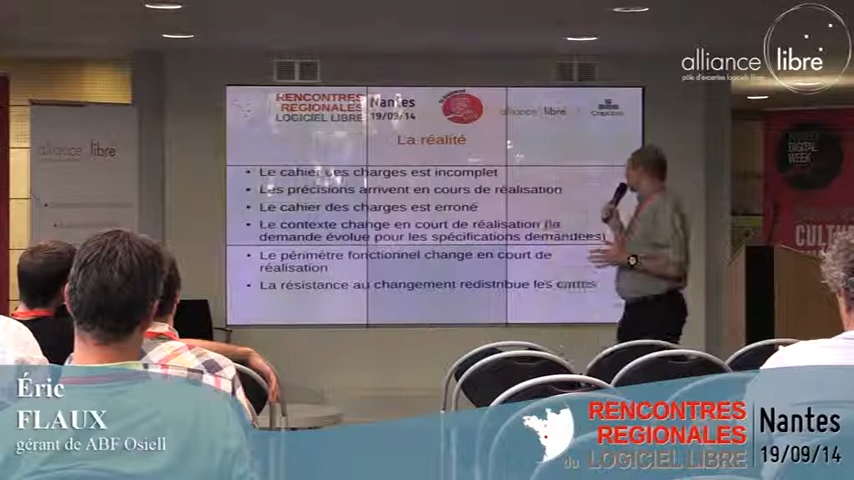 alliance libre
pôle d'expertise logiciel libre
RENCONTRES
REGIONALES
LOGICIEL LIBRE
Nantes
19/09/14
alliance libre
Capitole
La réalité
• Le cahier des charges est incomplet
• Les précisions arrivent en cours de réalisation
• Le cahier des charges est erroné
• Le contexte change en court de réalisation (la
demande évolue pour les spécifications demandées)
• Le périmètre fonctionnel change en court de
réalisation
• La résistance au changement redistribue les cartes
alliance libre
DIGITAL
WEEK
Éric
FLAUX
gérant de ABF Osiell
RENCONTRES
REGIONALES
du LOGICIEL LIBRE
Nantes
19/09/14